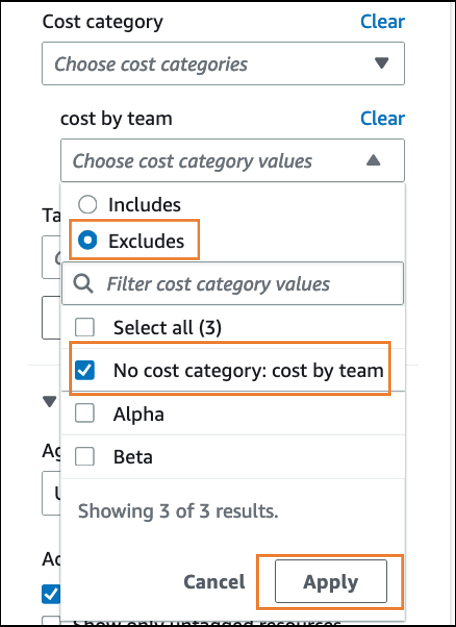 Cost category Clear
Choose cost categories
cost by team Clear
Choose cost category values
Includes
Ta
Excludes
Filter cost category values
Select all (3)
No cost category: cost by team
Alpha
Beta
Ag
Showing 3 of 3 results.
Ad
Cancel Apply
Show only untagged resources